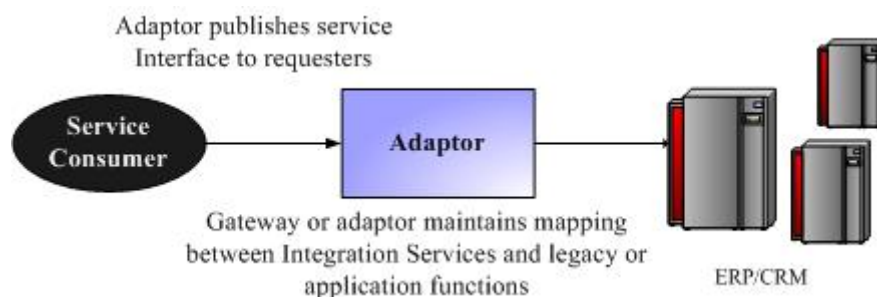 Adaptor publishes service
Interface to requesters
Service
Consumer
Adaptor
Gateway or adaptor maintains mapping
between Integration Services and legacy or
application functions
ERP/CRM